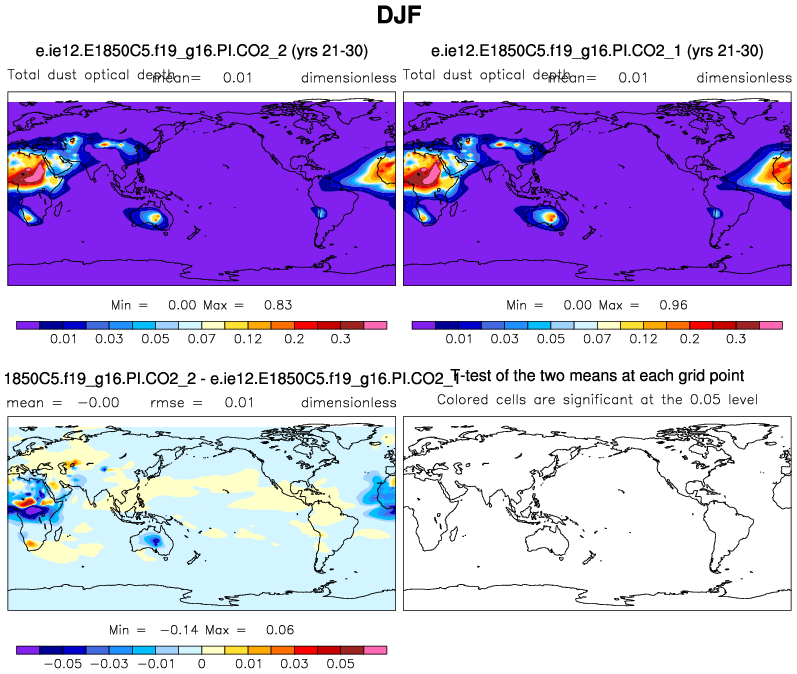 DJF
e.ie12.E1850C5.f19_g16.PI.CO2_2 (yrs 21-30)
Total dust optical depth mean= 0.01 dimensionless
Min = 0.00 Max = 0.83
0.01 0.03 0.05 0.07 0.12 0.2 0.3
e.ie12.E1850C5.f19_g16.PI.CO2_1 (yrs 21-30)
Total dust optical depth mean= 0.01 dimensionless
Min = 0.00 Max = 0.96
0.01 0.03 0.05 0.07 0.12 0.2 0.3
1850C5.f19_g16.PI.CO2_2 - e.ie12.E1850C5.f19_g16.PI.CO2_1
mean = -0.00 rmse = 0.01 dimensionless
Min = -0.14 Max = 0.06
-0.05 -0.03 -0.01 0 0.01 0.03 0.05
T-test of the two means at each grid point
Colored cells are significant at the 0.05 level